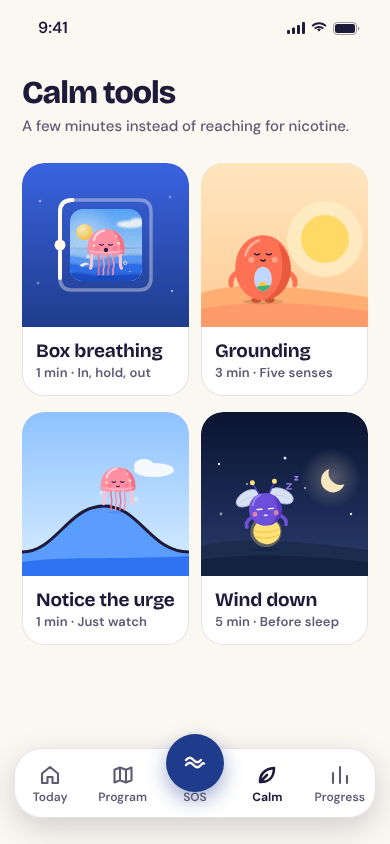 9:41
Calm tools
A few minutes instead of reaching for nicotine.
Box breathing
1 min · In, hold, out
Grounding
3 min · Five senses
z z
Notice the urge
1 min · Just watch
Wind down
5 min · Before sleep
Today
Program
SOS
Calm
Progress